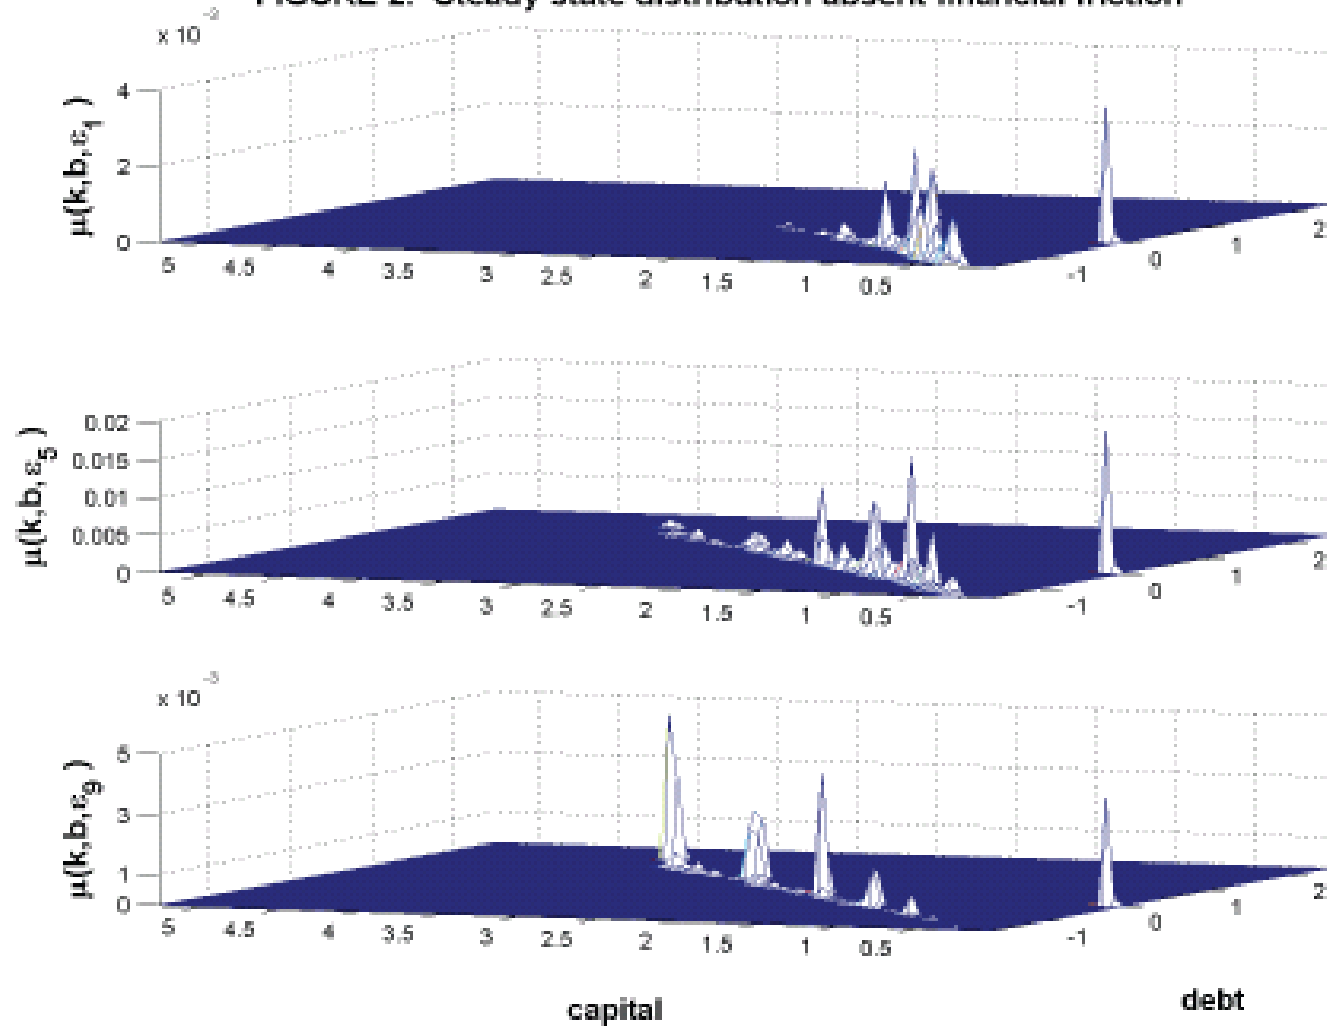 FIGURE 2. Steady state distribution absent financial friction
x 10 -2
μ(k,b,ε1)
4
2
0
5 4.5 4 3.5 3 2.5 2 1.5 1 0.5
-1 0 1 2
μ(k,b,ε5)
0.02
0.015
0.01
0.005
0
5 4.5 4 3.5 3 2.5 2 1.5 1 0.5
-1 0 1 2
x 10 -3
μ(k,b,ε9)
5
3
1
0
5 4.5 4 3.5 3 2.5 2 1.5 1 0.5
-1 0 1 2
capital
debt